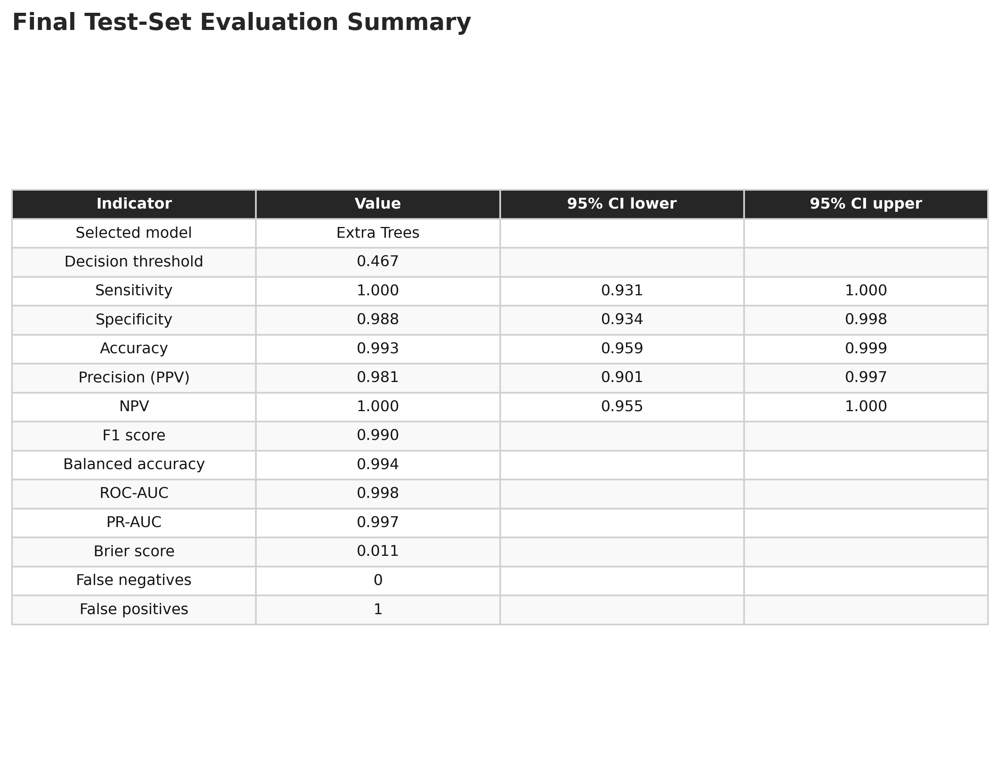 Final Test-Set Evaluation Summary
Indicator Value 95% CI lower 95% CI upper
Selected model Extra Trees
Decision threshold 0.467
Sensitivity 1.000 0.931 1.000
Specificity 0.988 0.934 0.998
Accuracy 0.993 0.959 0.999
Precision (PPV) 0.981 0.901 0.997
NPV 1.000 0.955 1.000
F1 score 0.990
Balanced accuracy 0.994
ROC-AUC 0.998
PR-AUC 0.997
Brier score 0.011
False negatives 0
False positives 1